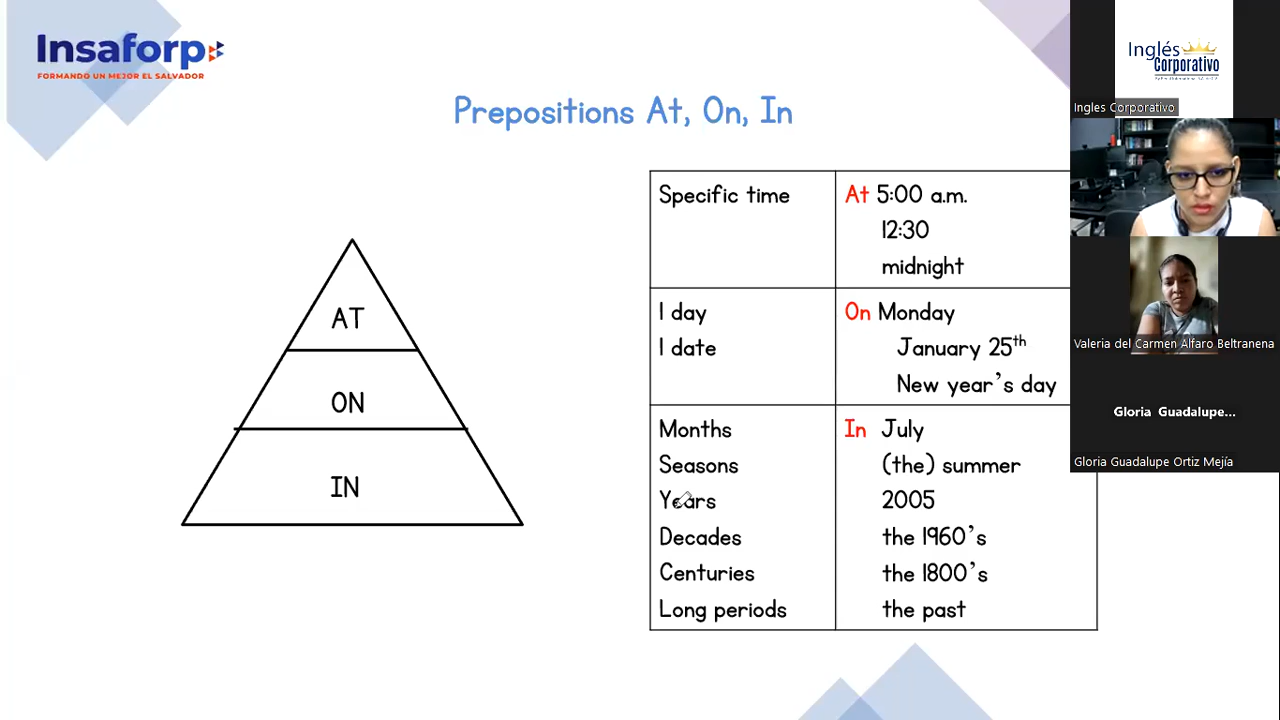 Insaforp
FORMANDO UN MEJOR EL SALVADOR
Prepositions At, On, In
AT
ON
IN
Specific time
At 5:00 a.m.
12:30
midnight
1 day
1 date
On Monday
January 25th
New year's day
Months
Seasons
Years
Decades
Centuries
Long periods
In July
(the) summer
2005
the 1960's
the 1800's
the past
Inglés
Corporativo
Ingles Corporativo
Valeria del Carmen Alfaro Beltranena
Gloria Guadalupe...
Gloria Guadalupe Ortiz Mejía